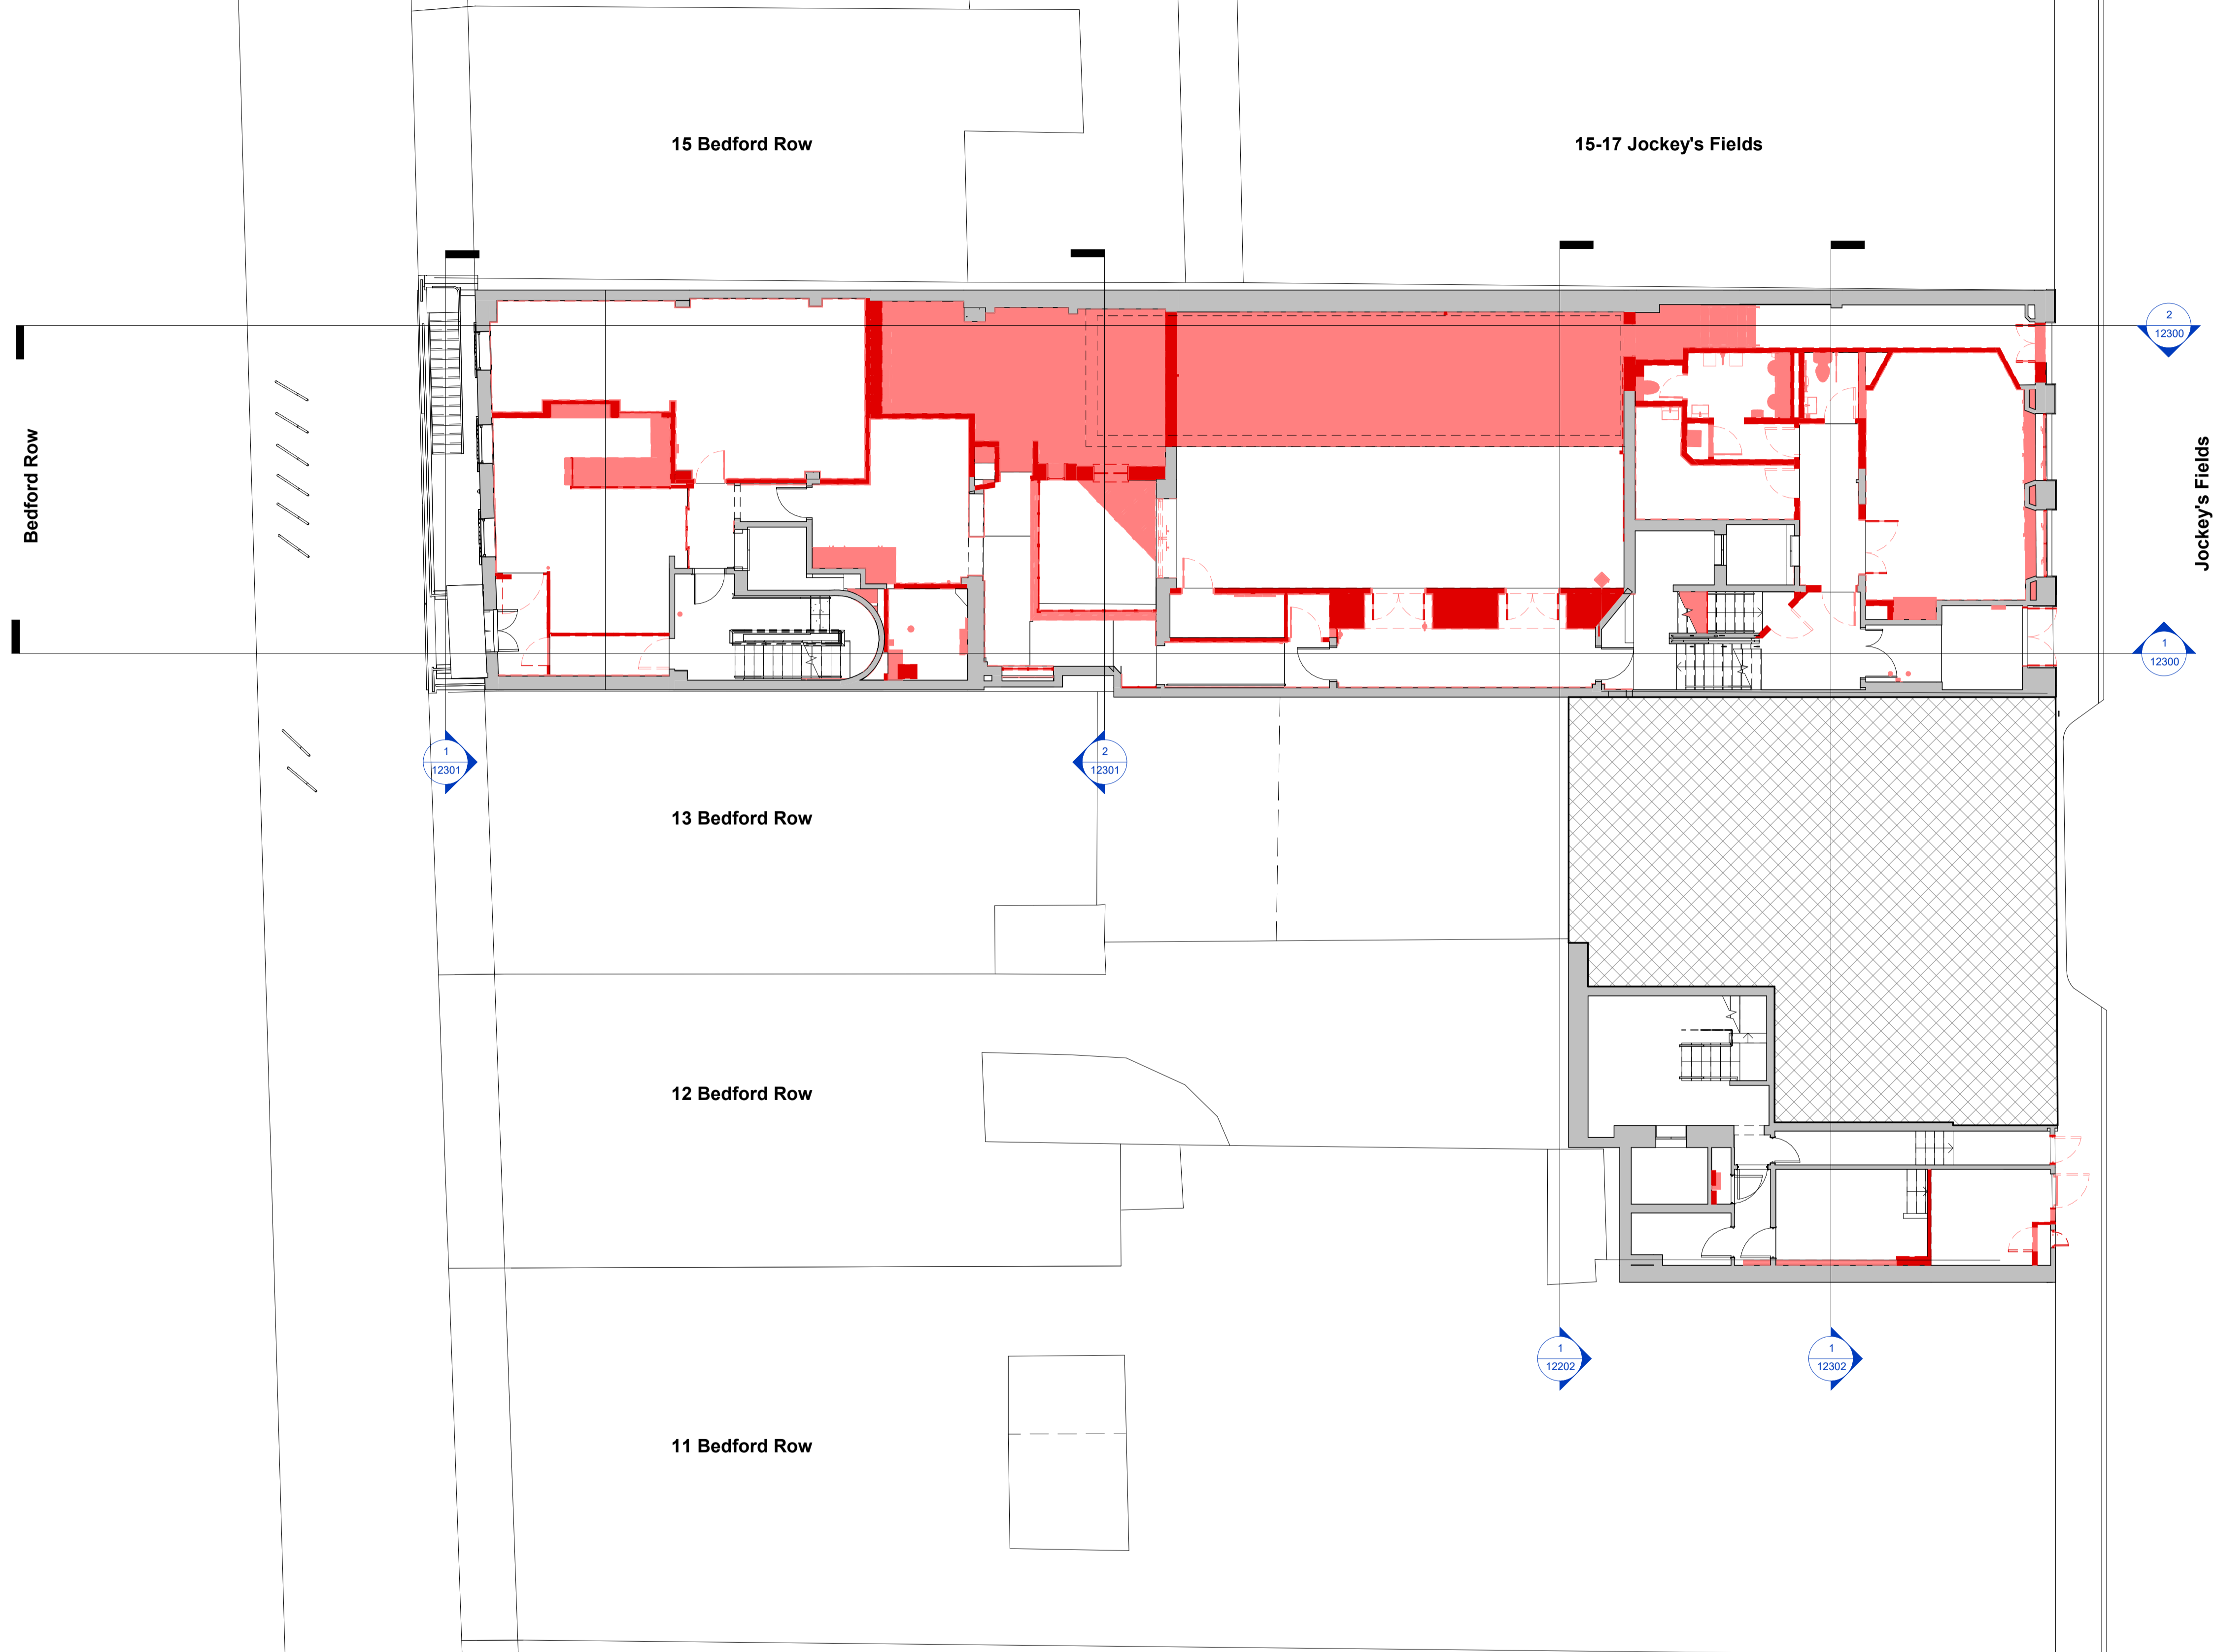 15 Bedford Row
15-17 Jockey's Fields
2
12300
Bedford Row
Jockey's Fields
1
12300
1
12301
2
12301
13 Bedford Row
12 Bedford Row
1
12202
1
12302
11 Bedford Row